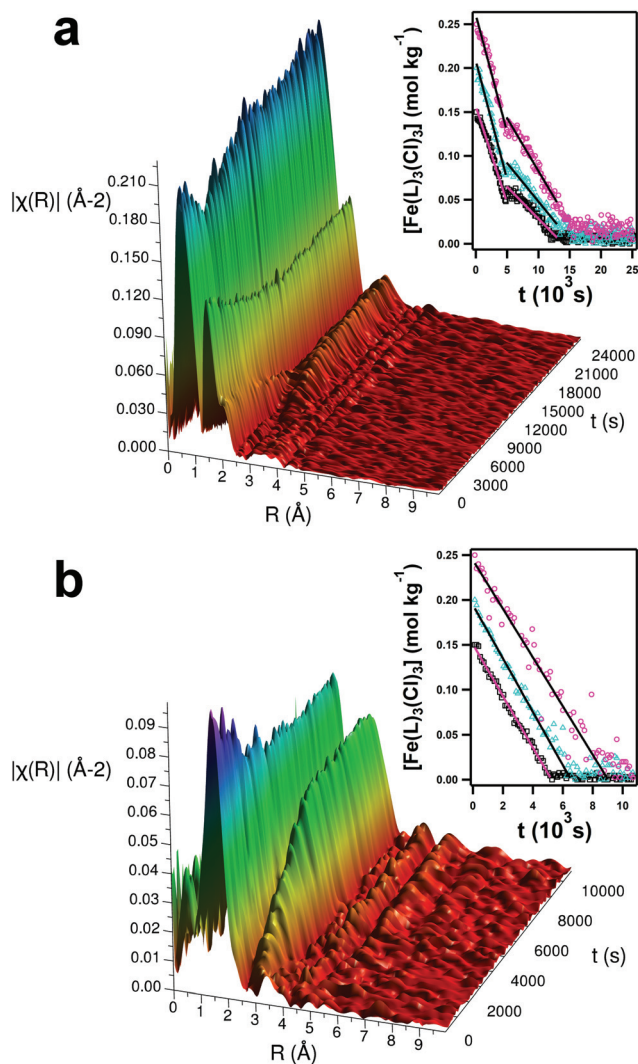 a
|χ(R)| (Å-2)
0.210
0.180
0.150
0.120
0.090
0.060
0.030
0.000
0 1 2 3 4 5 6 7 8 9
R (Å)
0
3000
6000
9000
12000
15000
18000
21000
24000
t (s)
[Fe(L)3(Cl)3] (mol kg-1)
0.25
0.20
0.15
0.10
0.05
0.00
0 5 10 15 20 25
t (10^3 s)
b
|χ(R)| (Å-2)
0.09
0.08
0.07
0.06
0.05
0.04
0.03
0.02
0.01
0.00
0 1 2 3 4 5 6 7 8 9
R (Å)
0
2000
4000
6000
8000
10000
t (s)
[Fe(L)3(Cl)3] (mol kg-1)
0.25
0.20
0.15
0.10
0.05
0.00
0 2 4 6 8 10
t (10^3 s)